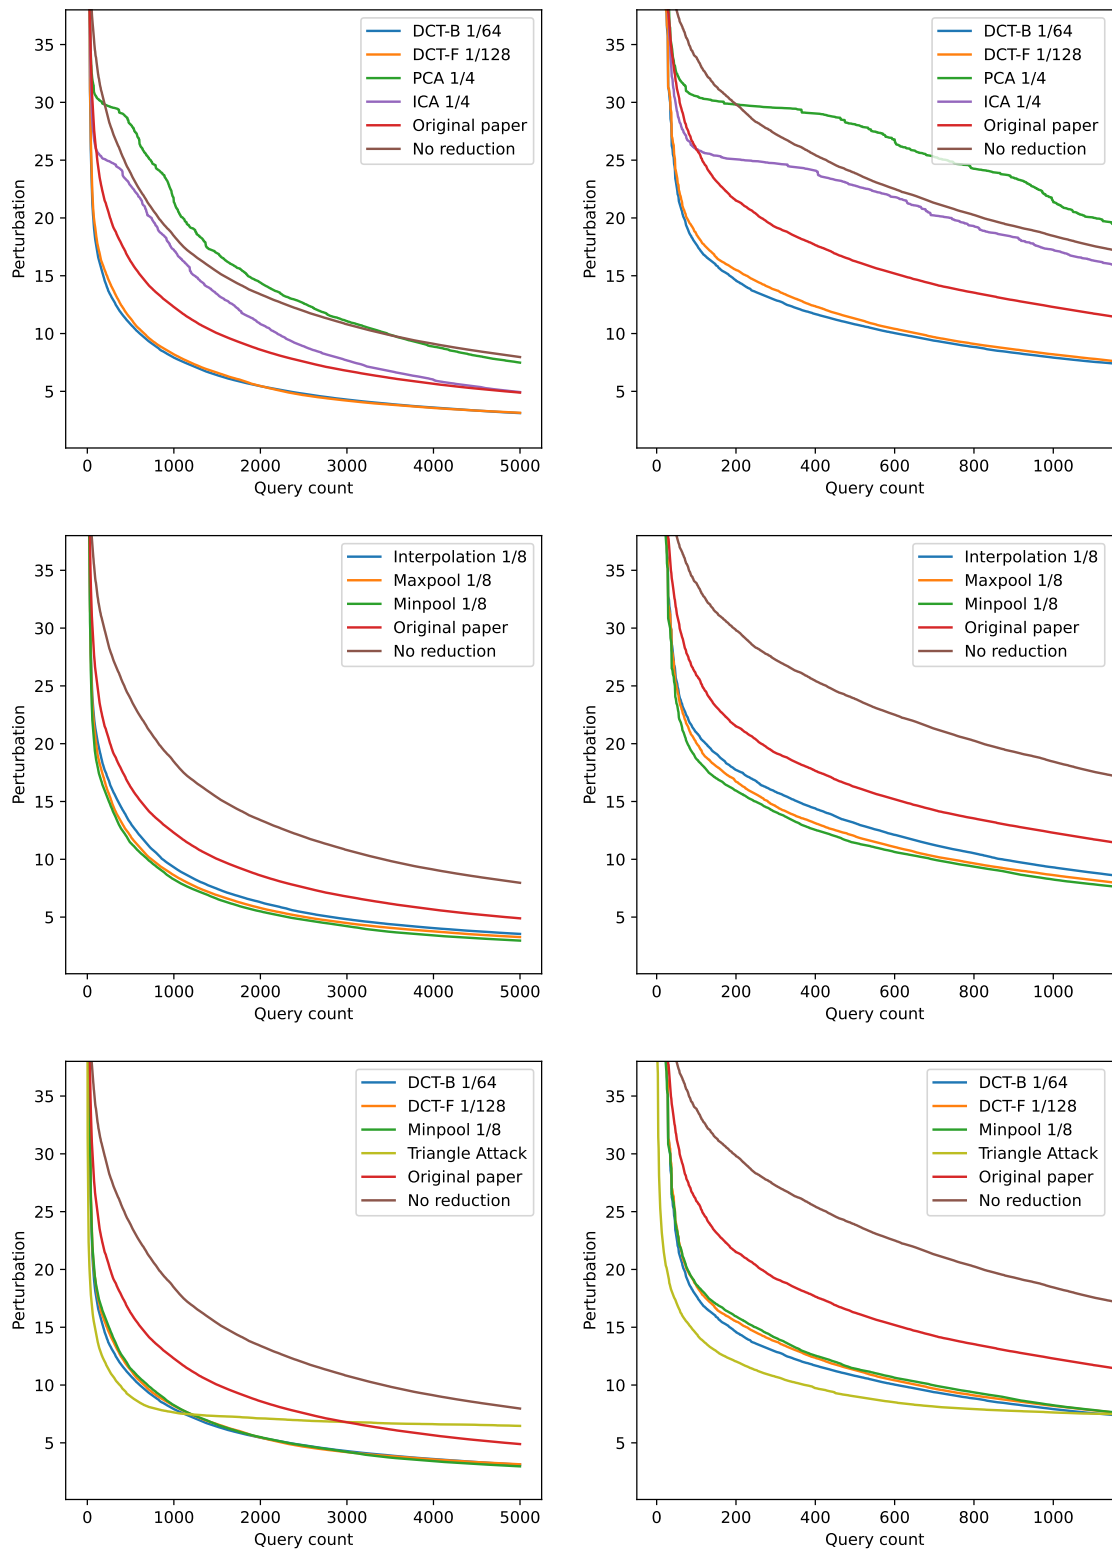 35
30
25
20
15
10
5
Perturbation
0 1000 2000 3000 4000 5000
Query count
DCT-B 1/64
DCT-F 1/128
PCA 1/4
ICA 1/4
Original paper
No reduction
35
30
25
20
15
10
5
Perturbation
0 200 400 600 800 1000
Query count
DCT-B 1/64
DCT-F 1/128
PCA 1/4
ICA 1/4
Original paper
No reduction
35
30
25
20
15
10
5
Perturbation
0 1000 2000 3000 4000 5000
Query count
Interpolation 1/8
Maxpool 1/8
Minpool 1/8
Original paper
No reduction
35
30
25
20
15
10
5
Perturbation
0 200 400 600 800 1000
Query count
Interpolation 1/8
Maxpool 1/8
Minpool 1/8
Original paper
No reduction
35
30
25
20
15
10
5
Perturbation
0 1000 2000 3000 4000 5000
Query count
DCT-B 1/64
DCT-F 1/128
Minpool 1/8
Triangle Attack
Original paper
No reduction
35
30
25
20
15
10
5
Perturbation
0 200 400 600 800 1000
Query count
DCT-B 1/64
DCT-F 1/128
Minpool 1/8
Triangle Attack
Original paper
No reduction